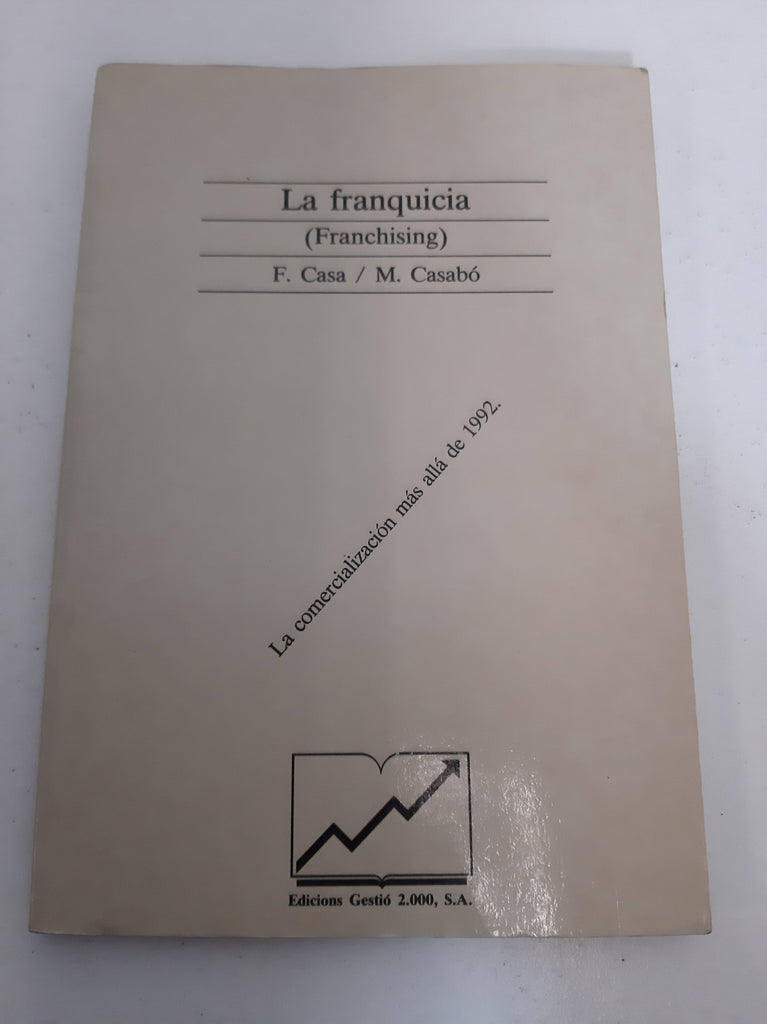 La franquicia
(Franchising)
F. Casa / M. Casabó
La comercialización más allá de 1992.
Edicions Gestió 2.000, S.A.